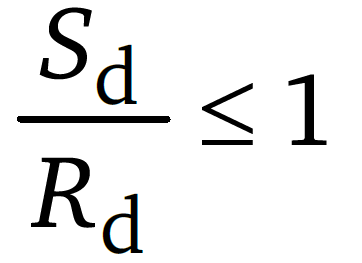 S_d
≤ 1
R_d